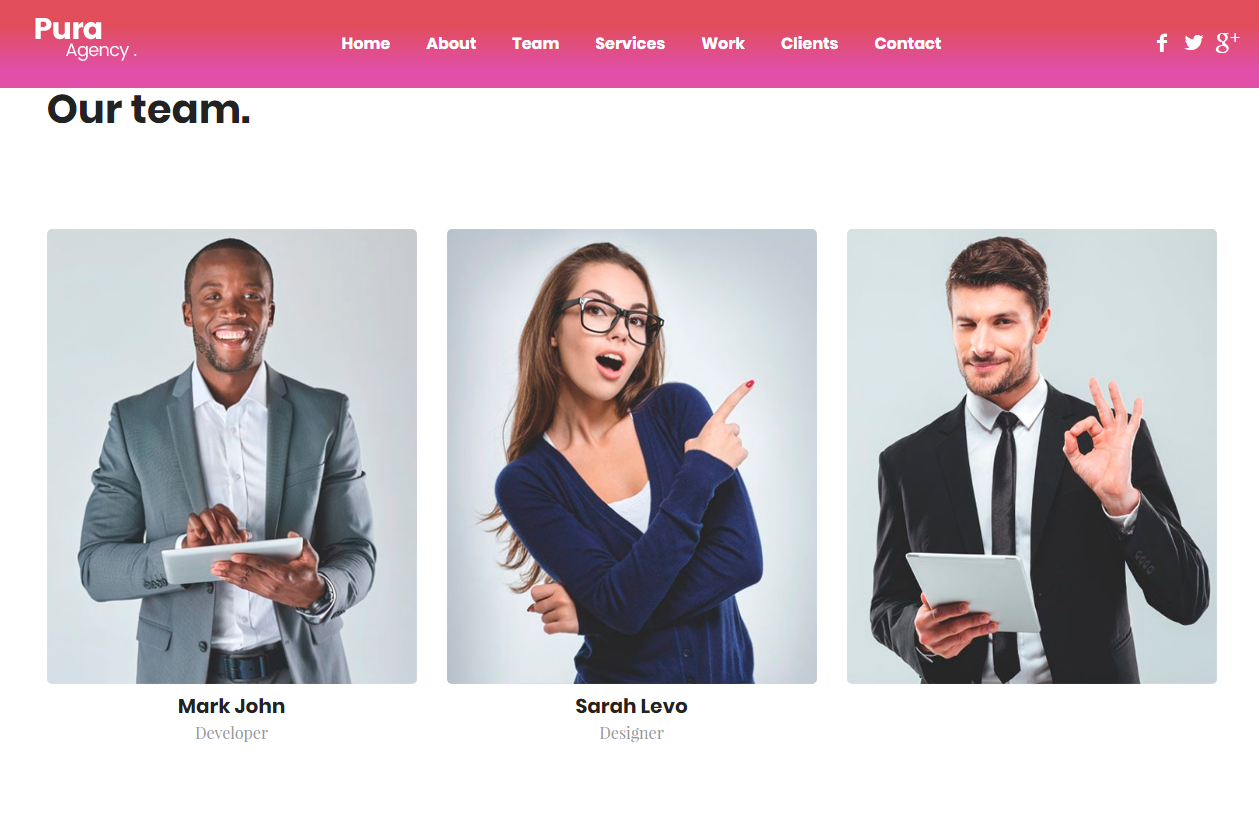 Pura
Agency .
Home About Team Services Work Clients Contact
Our team.
Mark John
Developer
Sarah Levo
Designer